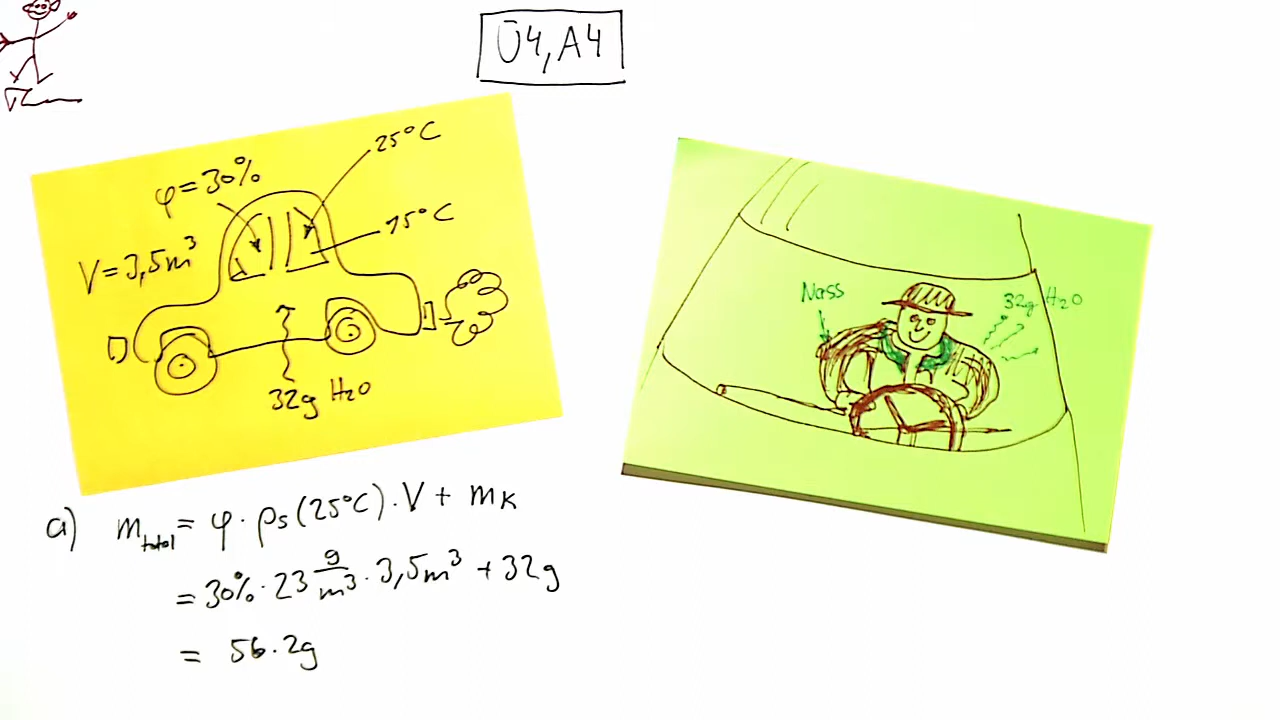 Ü4, A4
φ = 30%
25°C
15°C
V = 3,5m³
32g H₂O
Nass
32g H₂O
a) m_total = φ · ρs (25°C) · V + mK
= 30% · 23 g/m³ · 3,5m³ + 32g
= 56.2g